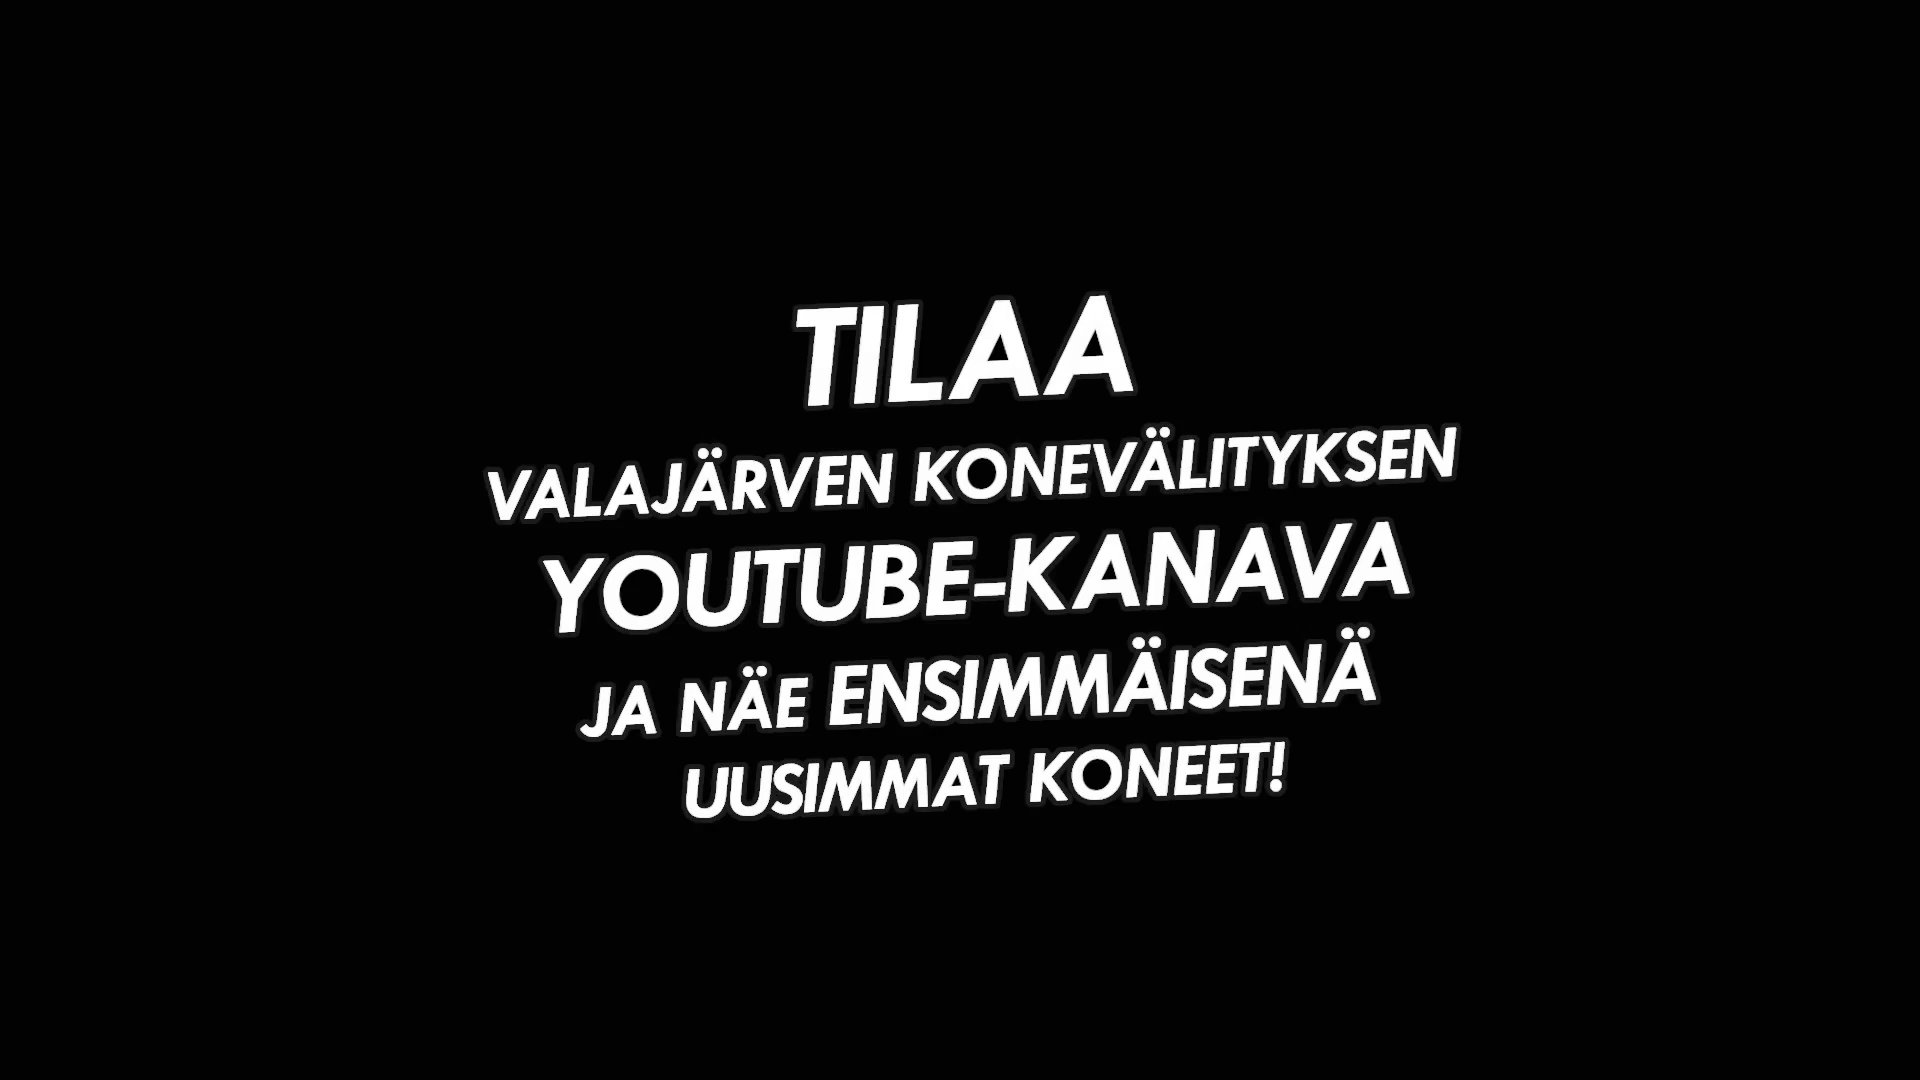 TILAA
VALAJÄRVEN KONEVÄLITYKSEN
YOUTUBE-KANAVA
JA NÄE ENSIMMÄISENÄ
UUSIMMAT KONEET!